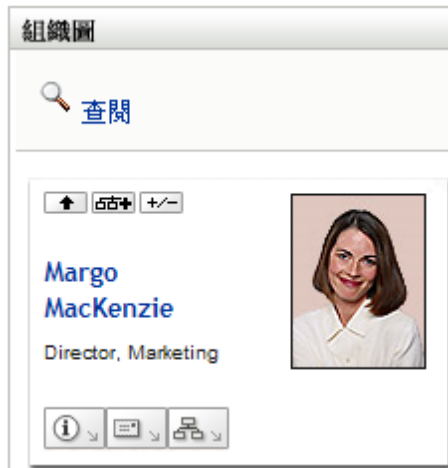 組織圖
查閱
+/-
Margo
MacKenzie
Director, Marketing